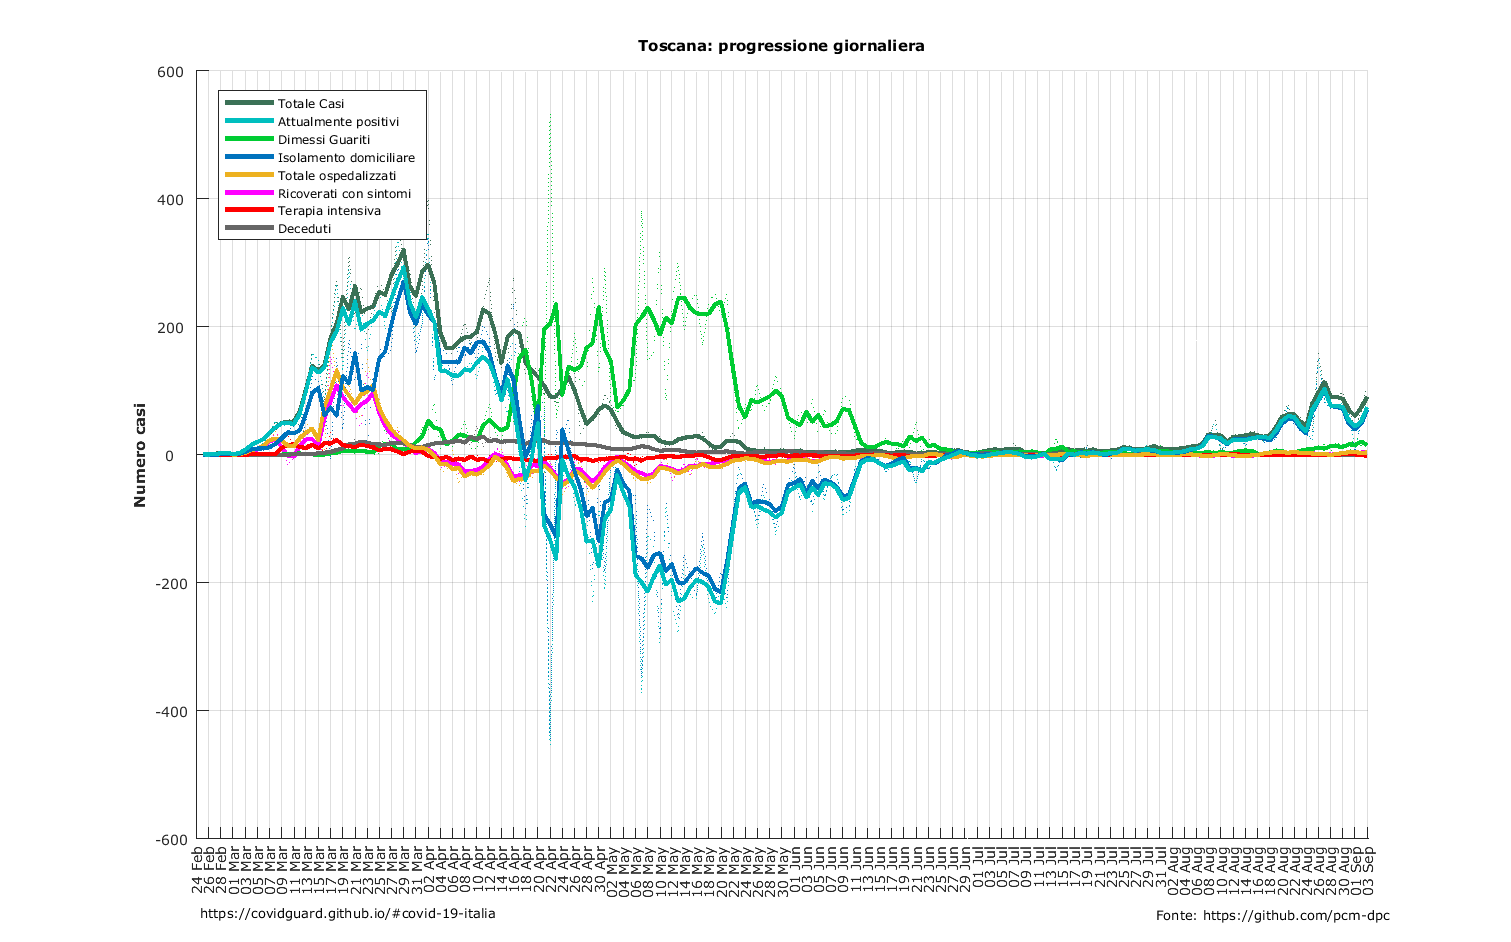 Toscana: progressione giornaliera
600
400
200
0
-200
-400
-600
Numero casi
Totale Casi
Attualmente positivi
Dimessi Guariti
Isolamento domiciliare
Totale ospedalizzati
Ricoverati con sintomi
Terapia intensiva
Deceduti
24 Feb
26 Feb
28 Feb
01 Mar
03 Mar
05 Mar
07 Mar
09 Mar
11 Mar
13 Mar
15 Mar
17 Mar
19 Mar
21 Mar
23 Mar
25 Mar
27 Mar
29 Mar
31 Mar
02 Apr
04 Apr
06 Apr
08 Apr
10 Apr
12 Apr
14 Apr
16 Apr
18 Apr
20 Apr
22 Apr
24 Apr
26 Apr
28 Apr
30 Apr
02 May
04 May
06 May
08 May
10 May
12 May
14 May
16 May
18 May
20 May
22 May
24 May
26 May
28 May
30 May
01 Jun
03 Jun
05 Jun
07 Jun
09 Jun
11 Jun
13 Jun
15 Jun
17 Jun
19 Jun
21 Jun
23 Jun
25 Jun
27 Jun
29 Jun
01 Jul
03 Jul
05 Jul
07 Jul
09 Jul
11 Jul
13 Jul
15 Jul
17 Jul
19 Jul
21 Jul
23 Jul
25 Jul
27 Jul
29 Jul
31 Jul
02 Aug
04 Aug
06 Aug
08 Aug
10 Aug
12 Aug
14 Aug
16 Aug
18 Aug
20 Aug
22 Aug
24 Aug
26 Aug
28 Aug
30 Aug
01 Sep
03 Sep
https://covidguard.github.io/#covid-19-italia
Fonte: https://github.com/pcm-dpc